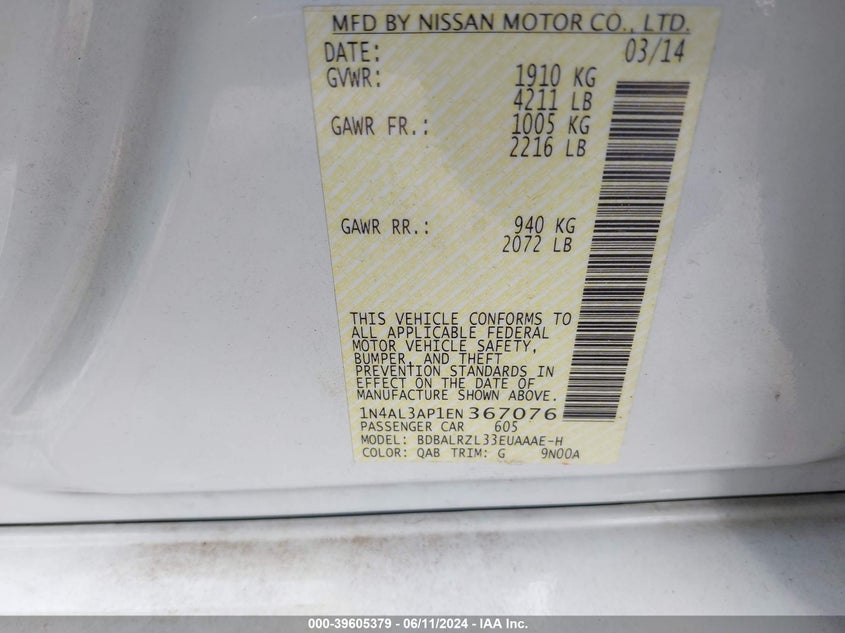 MFD BY NISSAN MOTOR CO., LTD.
DATE: 03/14
GVWR: 1910 KG
4211 LB
GAWR FR.: 1005 KG
2216 LB
GAWR RR.: 940 KG
2072 LB
THIS VEHICLE CONFORMS TO
ALL APPLICABLE FEDERAL
MOTOR VEHICLE SAFETY,
BUMPER, AND THEFT
PREVENTION STANDARDS IN
EFFECT ON THE DATE OF
MANUFACTURE SHOWN ABOVE.
1N4AL3AP1EN367076
PASSENGER CAR 605
MODEL: BDBALRZL33EUAAAE-H
COLOR: QAB TRIM: G 9N00A
000-39605379 - 06/11/2024 - IAA Inc.